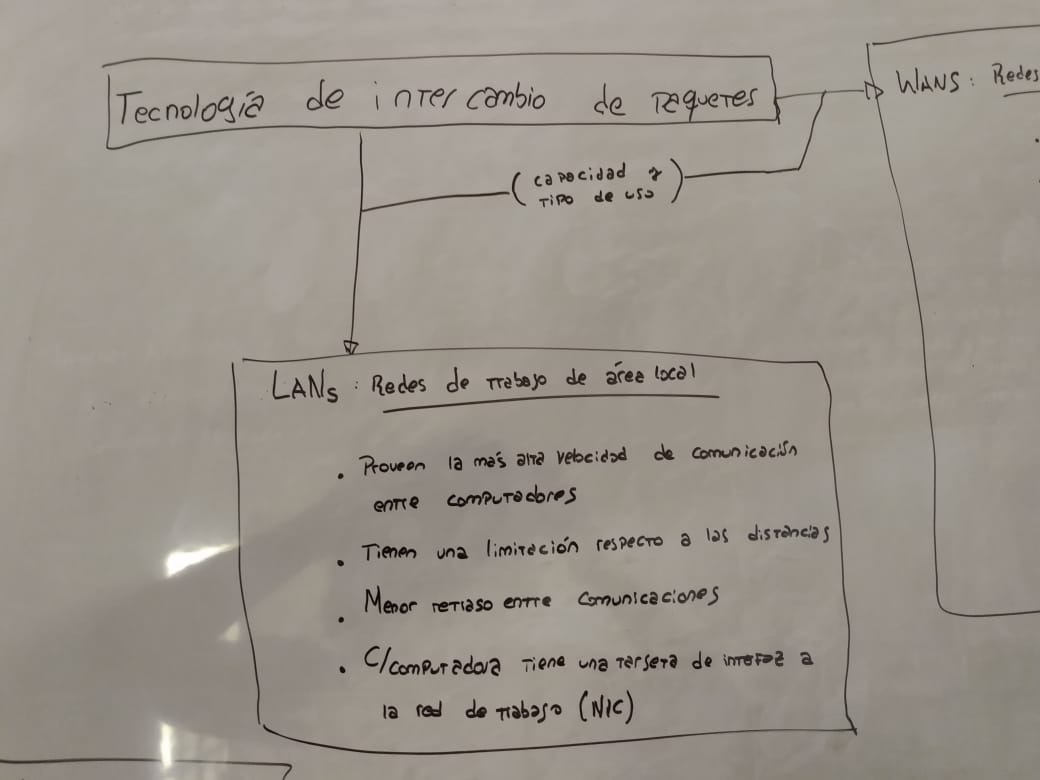 Tecnología de intercambio de paquetes
WANs: Redes
(capacidad y
tipo de uso)
LANs: Redes de trabajo de área local
• Proveen la más alta velocidad de comunicación
entre computadores
• Tienen una limitación respecto a las distáncias
• Menor retraso entre comunicaciones
• C/computadora tiene una tarjeta de interfaz a
la red de trabajo (NIC)